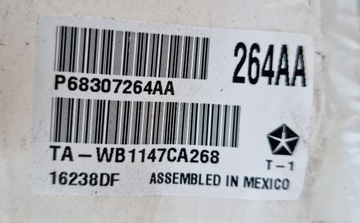 264AA
P68307264AA
TA-WB1147CA268
T-1
16238DF ASSEMBLED IN MEXICO